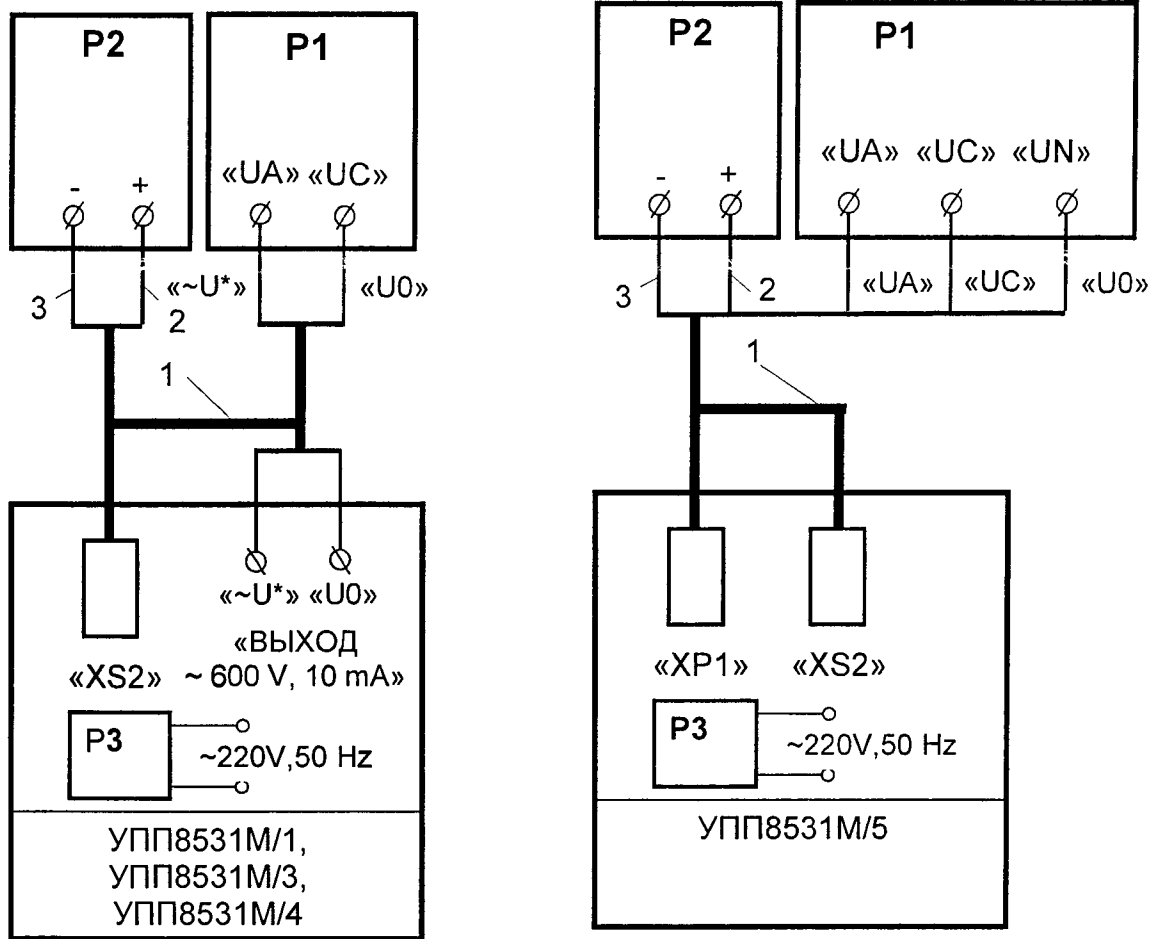 P2
P1
«UA» «UC»
- +
3
2
«~U*»
«U0»
1
«~U*» «U0»
«ВЫХОД
~ 600 V, 10 mA»
«XS2»
P3
~220V,50 Hz
УПП8531М/1,
УПП8531М/3,
УПП8531М/4
P2
P1
«UA» «UC» «UN»
- +
3
2
«UA» «UC» «U0»
1
«XP1» «XS2»
P3
~220V,50 Hz
УПП8531М/5